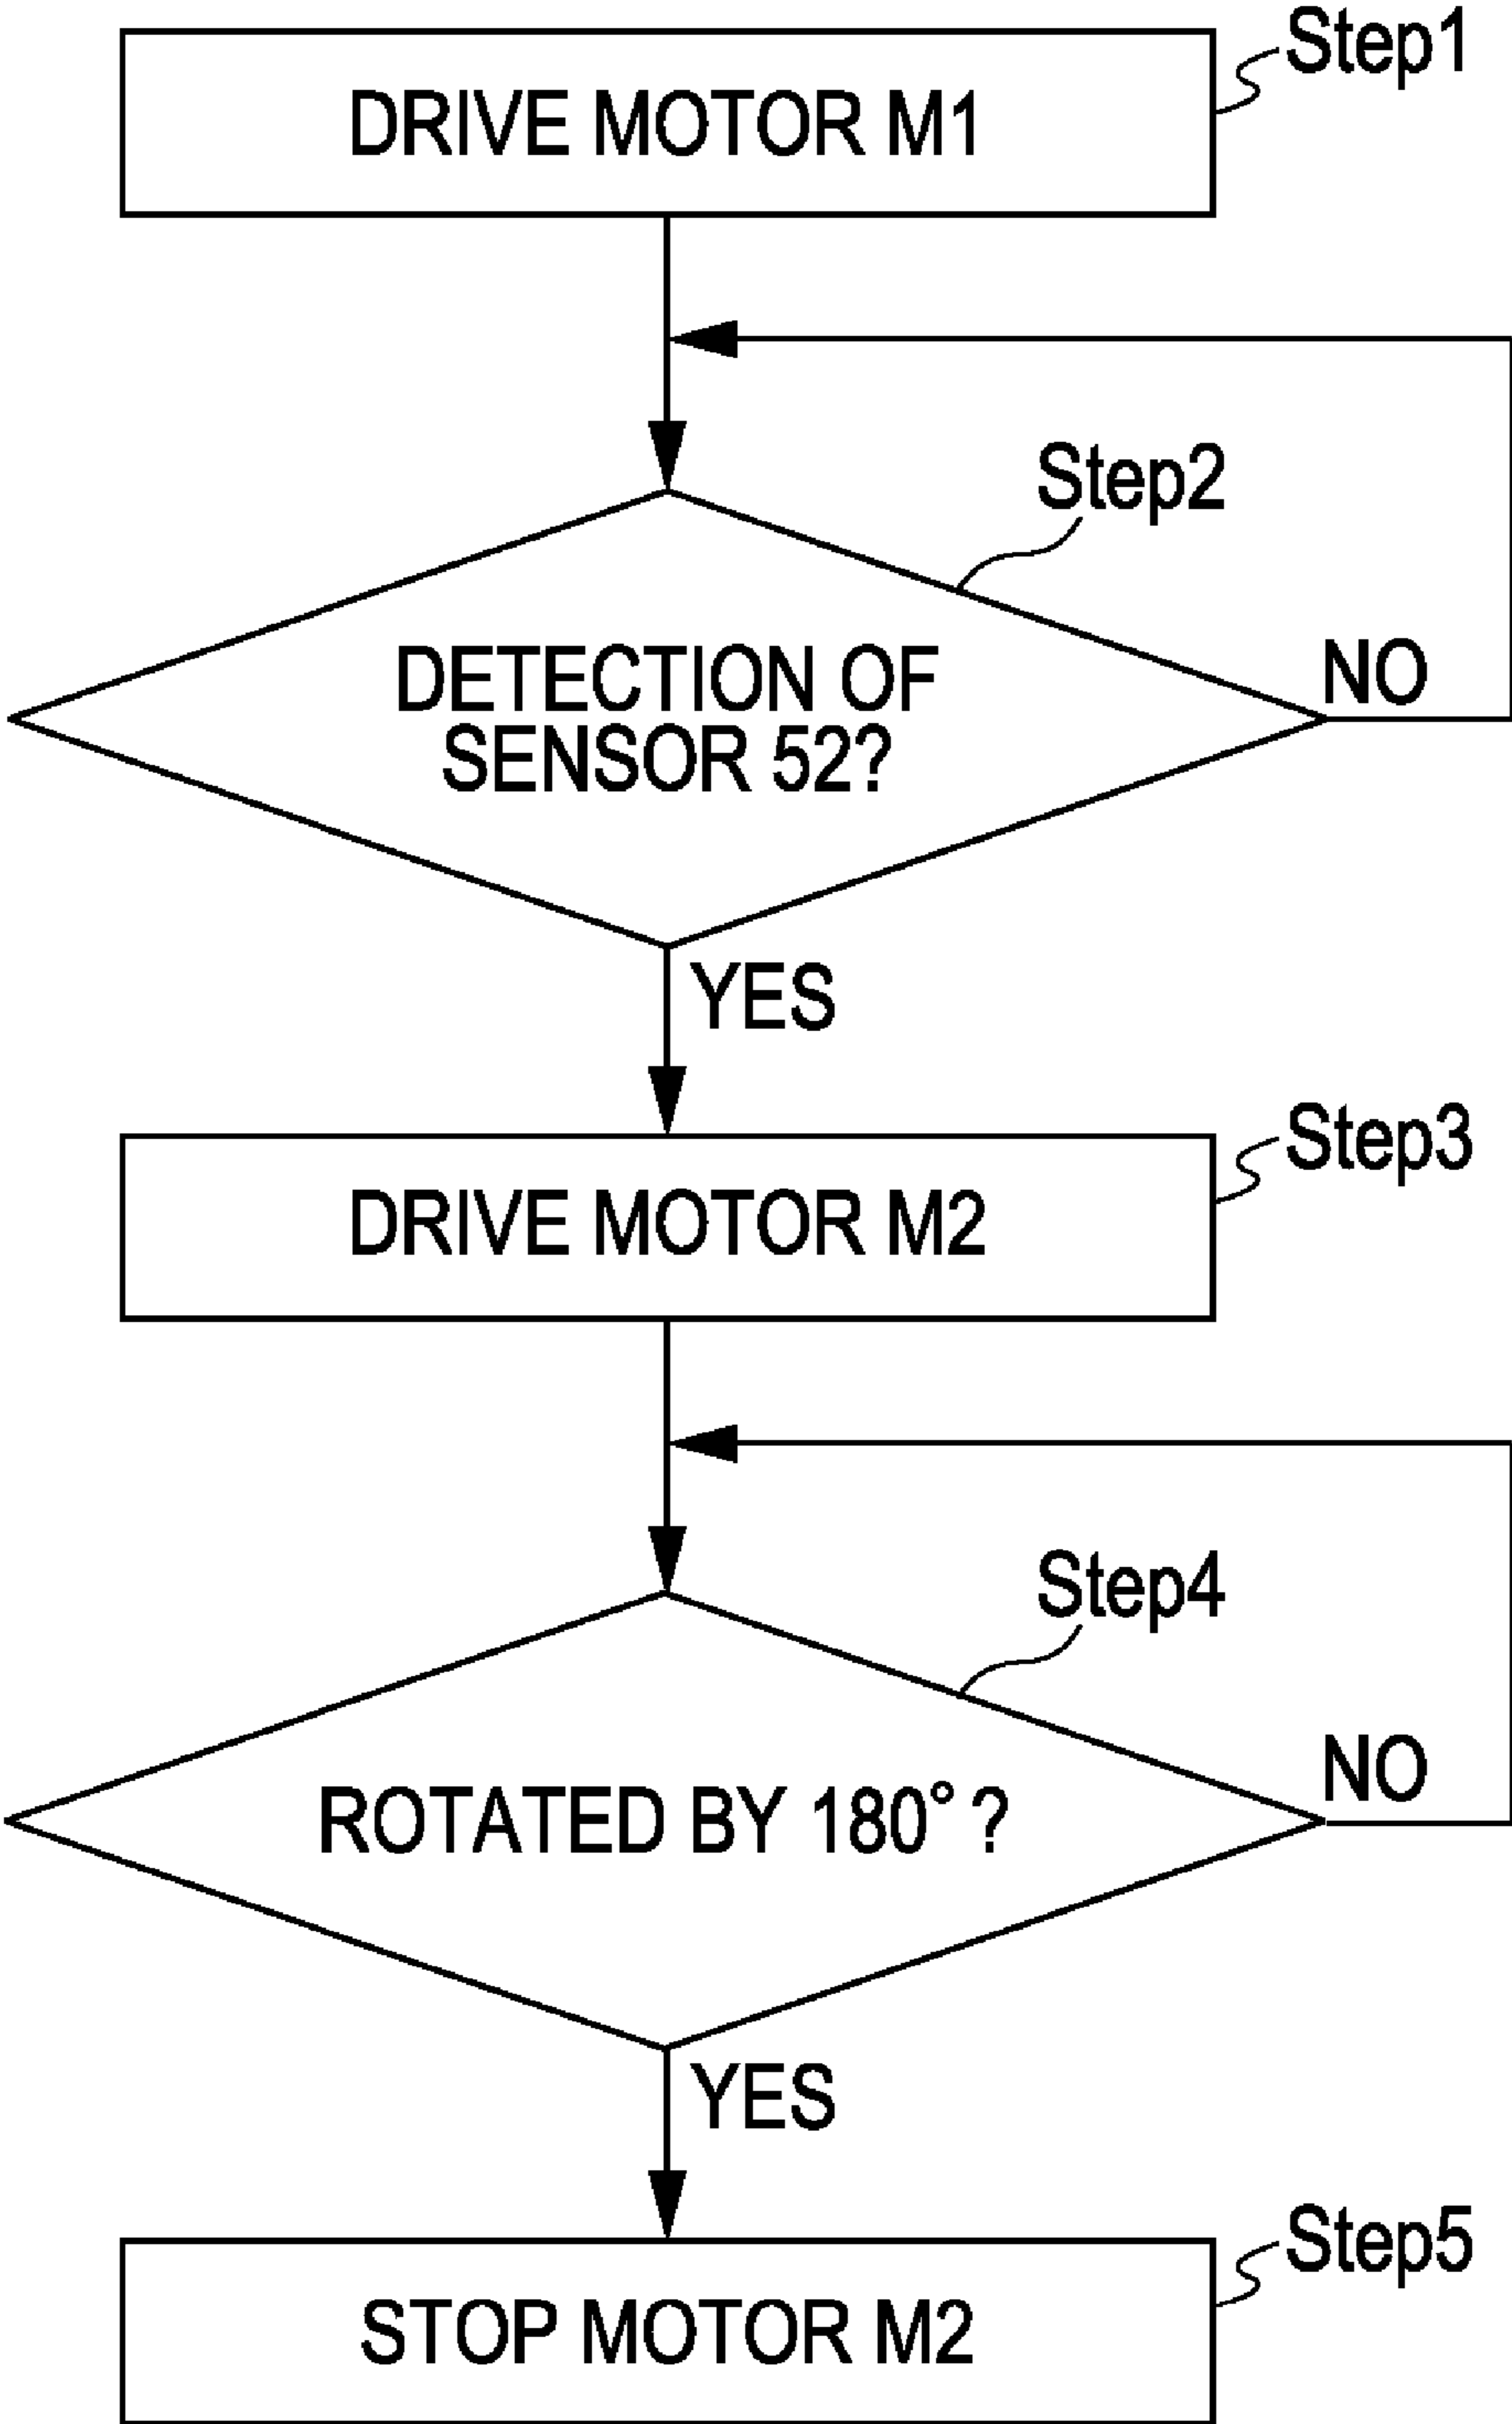 Step1
DRIVE MOTOR M1
Step2
DETECTION OF
SENSOR 52?
NO
YES
Step3
DRIVE MOTOR M2
Step4
ROTATED BY 180°?
NO
YES
Step5
STOP MOTOR M2